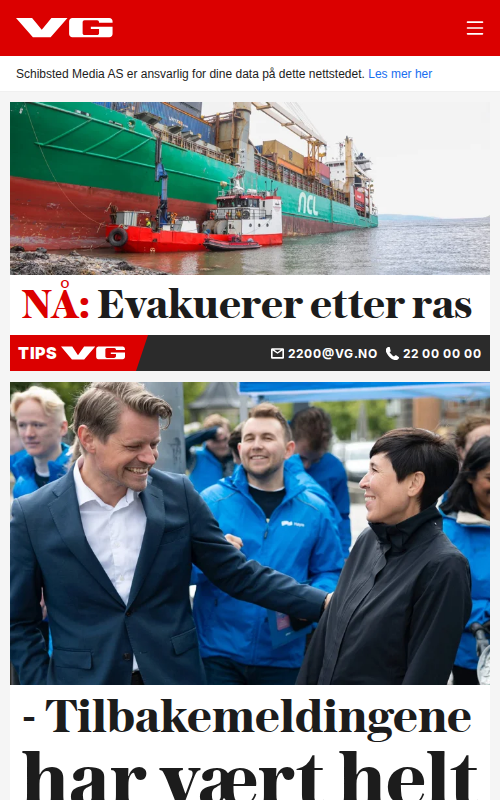 VG
Schibsted Media AS er ansvarlig for dine data på dette nettstedet. Les mer her
ncl
NÅ: Evakuerer etter ras
TIPS VG 2200@VG.NO 22 00 00 00
- Tilbakemeldingene
har vært helt